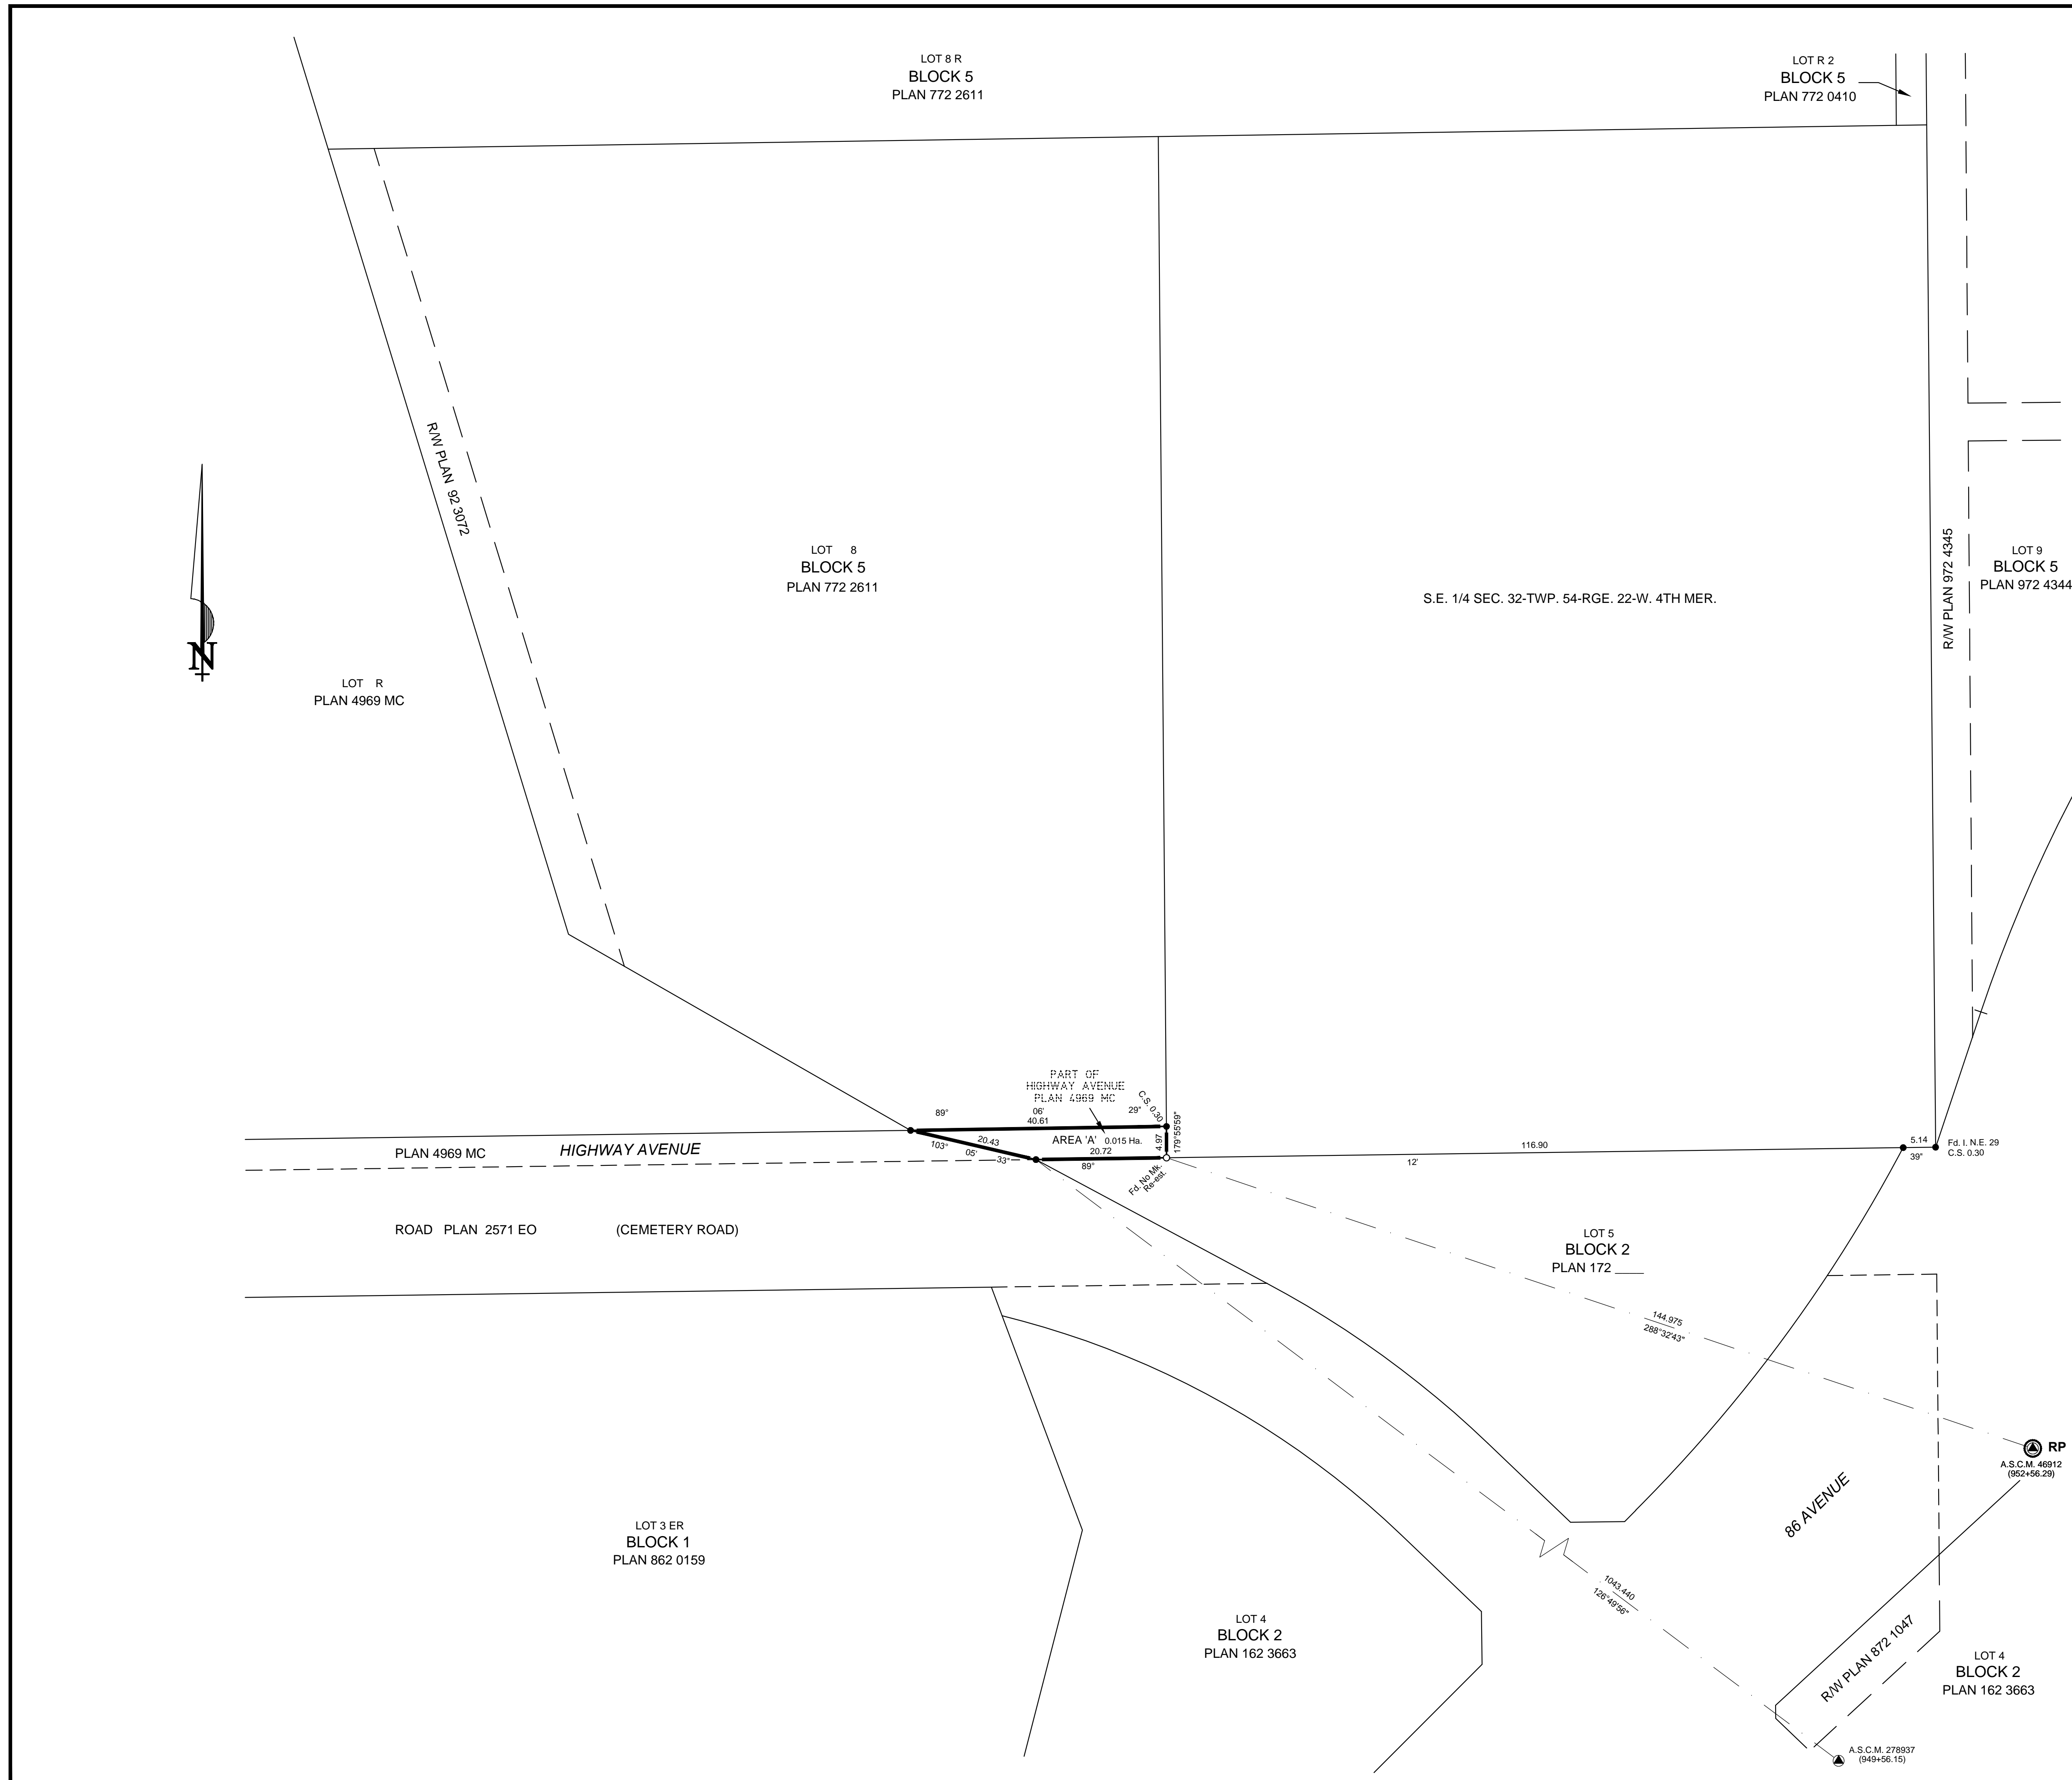 LOT 8 R
BLOCK 5
PLAN 772 2611
LOT R 2
BLOCK 5
PLAN 772 0410
R/W PLAN 92 3072
LOT 8
BLOCK 5
PLAN 772 2611
S.E. 1/4 SEC. 32-TWP. 54-RGE. 22-W. 4TH MER.
R/W PLAN 972 4345
LOT 9
BLOCK 5
PLAN 972 4344
N
LOT R
PLAN 4969 MC
PART OF
HIGHWAY AVENUE
PLAN 4969 MC
C.S. 0.30
89° 06' 29"
40.61
179°55'59"
4.97
AREA 'A' 0.015 Ha.
20.43
103° 05' 33"
20.72
89° 12' 39"
116.90
5.14
Fd. I. N.E. 29
C.S. 0.30
Fd. No Mk.
Re-est.
PLAN 4969 MC
HIGHWAY AVENUE
ROAD PLAN 2571 EO (CEMETERY ROAD)
LOT 5
BLOCK 2
PLAN 172 ____
144.975
288°32'43"
RP
A.S.C.M. 46912
(952+56.29)
86 AVENUE
LOT 3 ER
BLOCK 1
PLAN 862 0159
1043.440
126°49'56"
LOT 4
BLOCK 2
PLAN 162 3663
R/W PLAN 872 1047
LOT 4
BLOCK 2
PLAN 162 3663
A.S.C.M. 278937
(949+56.15)